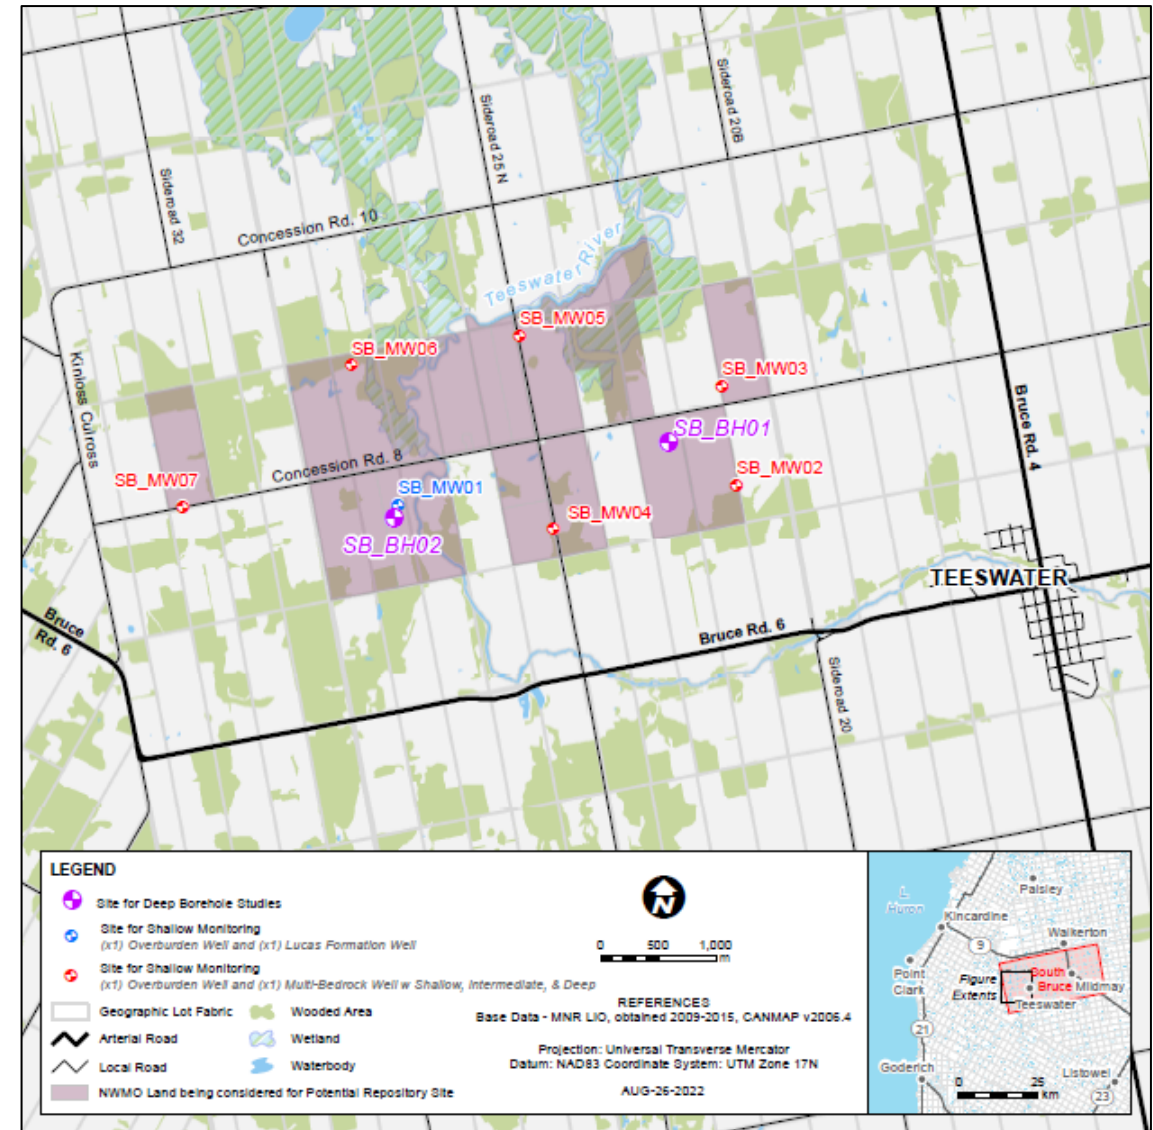 Sideroad 20B
Sideroad 25 N
Sideroad 32
Concession Rd. 10
Teeswater River
SB_MW05
SB_MW06
SB_MW03
Kinloss Culross
Bruce Rd. 4
SB_BH01
Concession Rd. 8
SB_MW07
SB_MW01
SB_MW02
SB_MW04
SB_BH02
TEESWATER
Bruce
Rd. 6
Bruce Rd. 6
Sideroad 20
LEGEND
Site for Deep Borehole Studies
Site for Shallow Monitoring
(x1) Overburden Well and (x1) Lucas Formation Well
Site for Shallow Monitoring
(x1) Overburden Well and (x1) Multi-Bedrock Well w Shallow, Intermediate, & Deep
Geographic Lot Fabric
Wooded Area
Arterial Road
Wetland
Local Road
Waterbody
NWMO Land being considered for Potential Repository Site
N
0 500 1,000
m
REFERENCES
Base Data - MNR LIO, obtained 2009-2015, CANMAP v2006.4
Projection: Universal Transverse Mercator
Datum: NAD83 Coordinate System: UTM Zone 17N
AUG-26-2022
L
Huron
Paisley
Kincardine
Walkerton
9
Point
Clark
Figure
Extents
South
Bruce
Mildmay
Teeswater
21
Goderich
Listowel
0 25
km
23